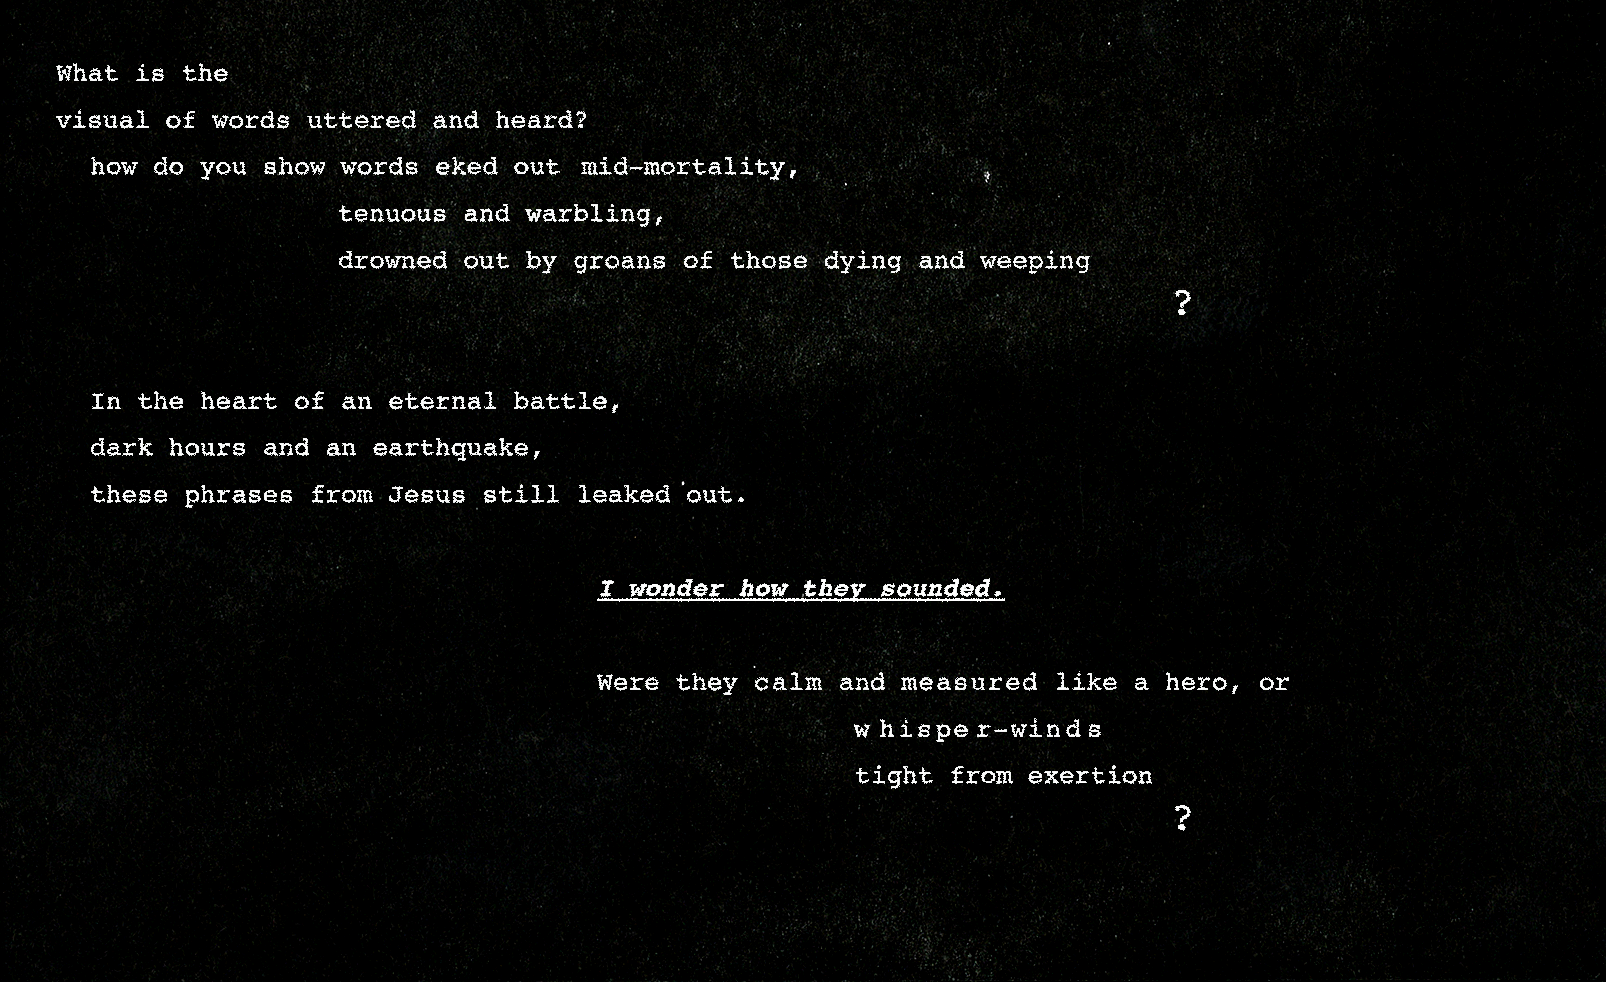 What is the
visual of words uttered and heard?
how do you show words eked out mid-mortality,
tenuous and warbling,
drowned out by groans of those dying and weeping
?
In the heart of an eternal battle,
dark hours and an earthquake,
these phrases from Jesus still leaked out.
I wonder how they sounded.
Were they calm and measured like a hero, or
whisper-winds
tight from exertion
?